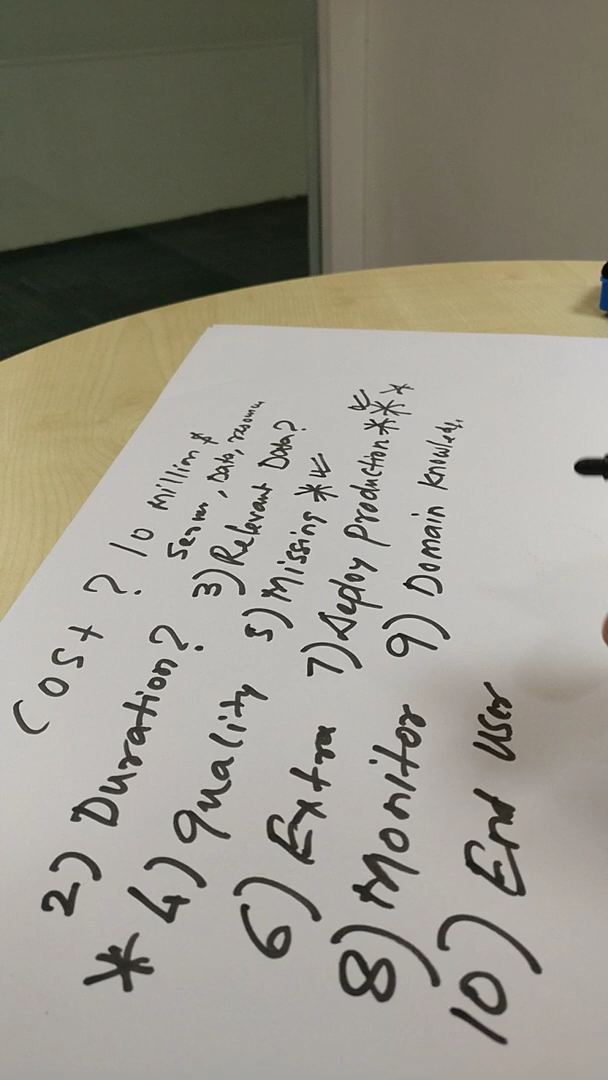 Cost ? 10 million $
Server, Data, resources
2) Duration? 3) Relevant Data?
* 4) Quality 5) Missing *
6) Extra 7) Deploy Production ***
8) Monitor 9) Domain Knowledge
10) End User